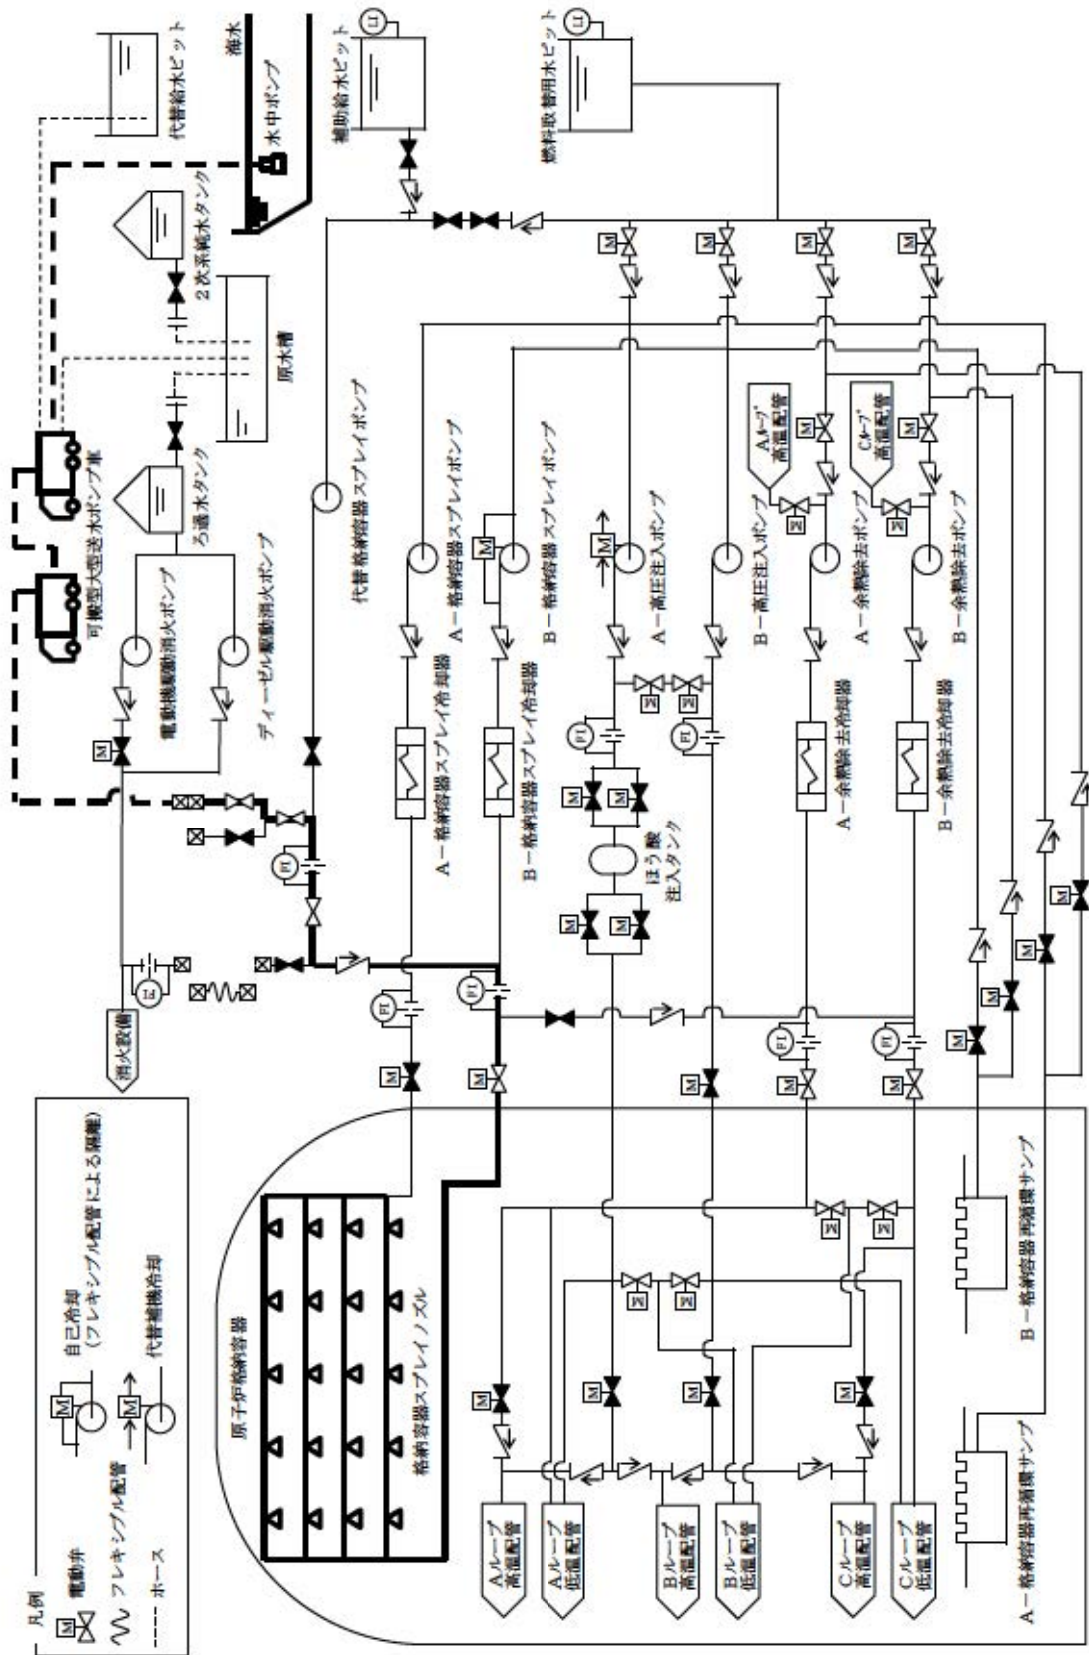 凡例
電動弁
フレキシブル配管
ホース
自己冷却
(フレキシブル配管による隔離)
代替補機冷却
M
M
M
消火設備
FI
電動機駆動消火ポンプ
ディーゼル駆動消火ポンプ
M
可搬型大型送水ポンプ車
ろ過水タンク
2次系純水タンク
原水槽
代替給水ピット
海水
水中ポンプ
補助給水ピット
LI
燃料取替用水ピット
LI
代替格納容器スプレイポンプ
FI
原子炉格納容器
格納容器スプレイノズル
M
FI
A-格納容器スプレイ冷却器
A-格納容器スプレイポンプ
M
FI
B-格納容器スプレイ冷却器
B-格納容器スプレイポンプ
M
M
M
ほう酸
注入タンク
M
M
FI
A-高圧注入ポンプ
M
M
M
M
FI
B-高圧注入ポンプ
M
M
M
Aループ
高温配管
M
M
M
FI
A-余熱除去冷却器
A-余熱除去ポンプ
M
Cループ
高温配管
M
M
M
FI
B-余熱除去冷却器
B-余熱除去ポンプ
M
Aループ
高温配管
Aループ
低温配管
Bループ
高温配管
Bループ
低温配管
Cループ
高温配管
Cループ
低温配管
M
M
M
M
M
M
M
M
B-格納容器再循環サンプ
M
M
A-格納容器再循環サンプ
M
M